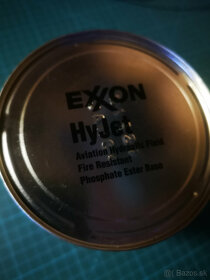 EXXON
HyJet
Aviation Hydraulic Fluid
Fire Resistant
Phosphate Ester Base
Bazos.sk